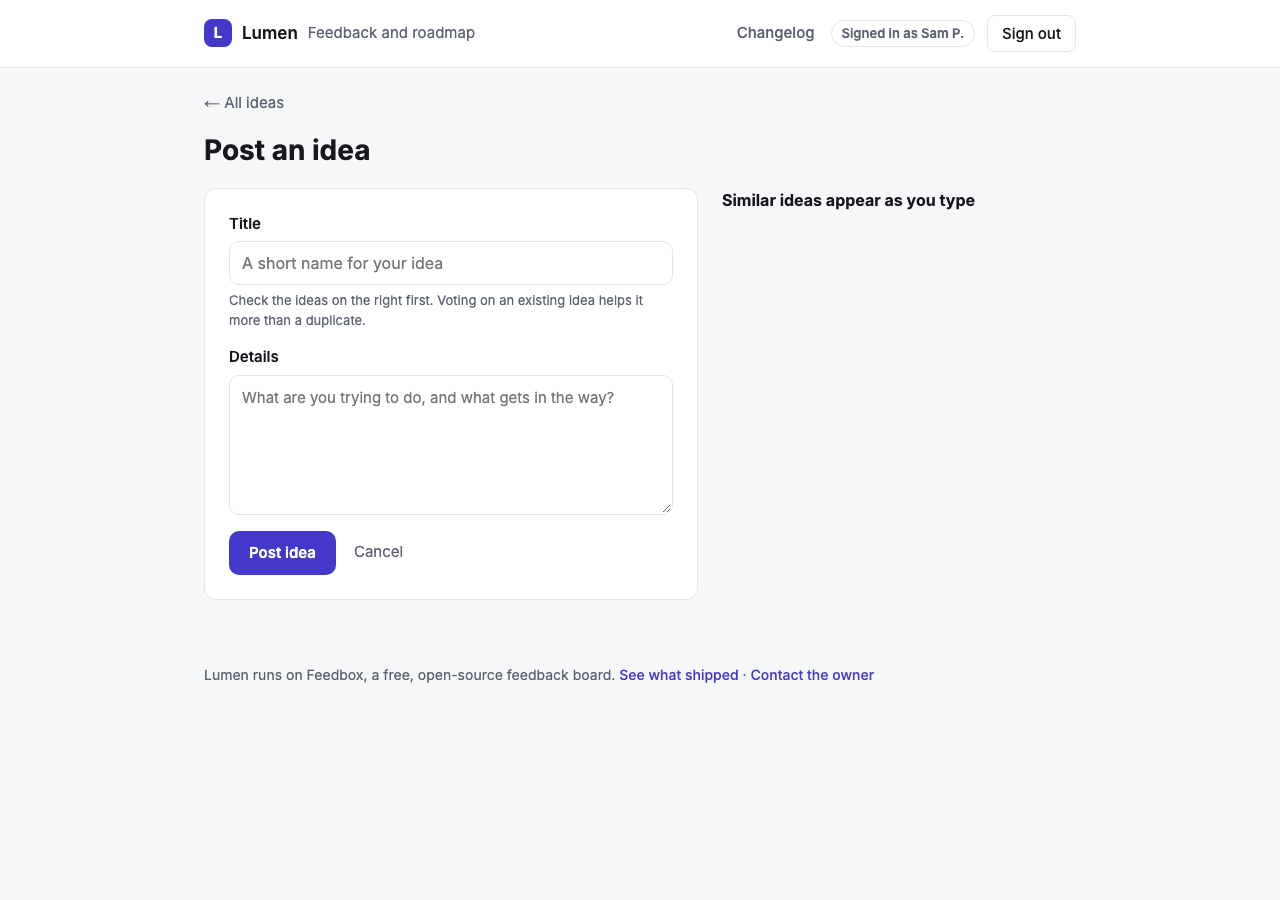 L Lumen Feedback and roadmap Changelog Signed in as Sam P. Sign out
← All ideas
Post an idea
Title
A short name for your idea
Check the ideas on the right first. Voting on an existing idea helps it
more than a duplicate.
Details
What are you trying to do, and what gets in the way?
Post idea Cancel
Similar ideas appear as you type
Lumen runs on Feedbox, a free, open-source feedback board. See what shipped · Contact the owner